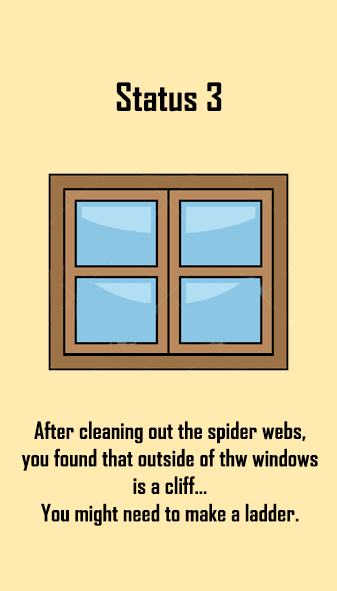 Status 3
After cleaning out the spider webs,
you found that outside of thw windows
is a cliff...
You might need to make a ladder.